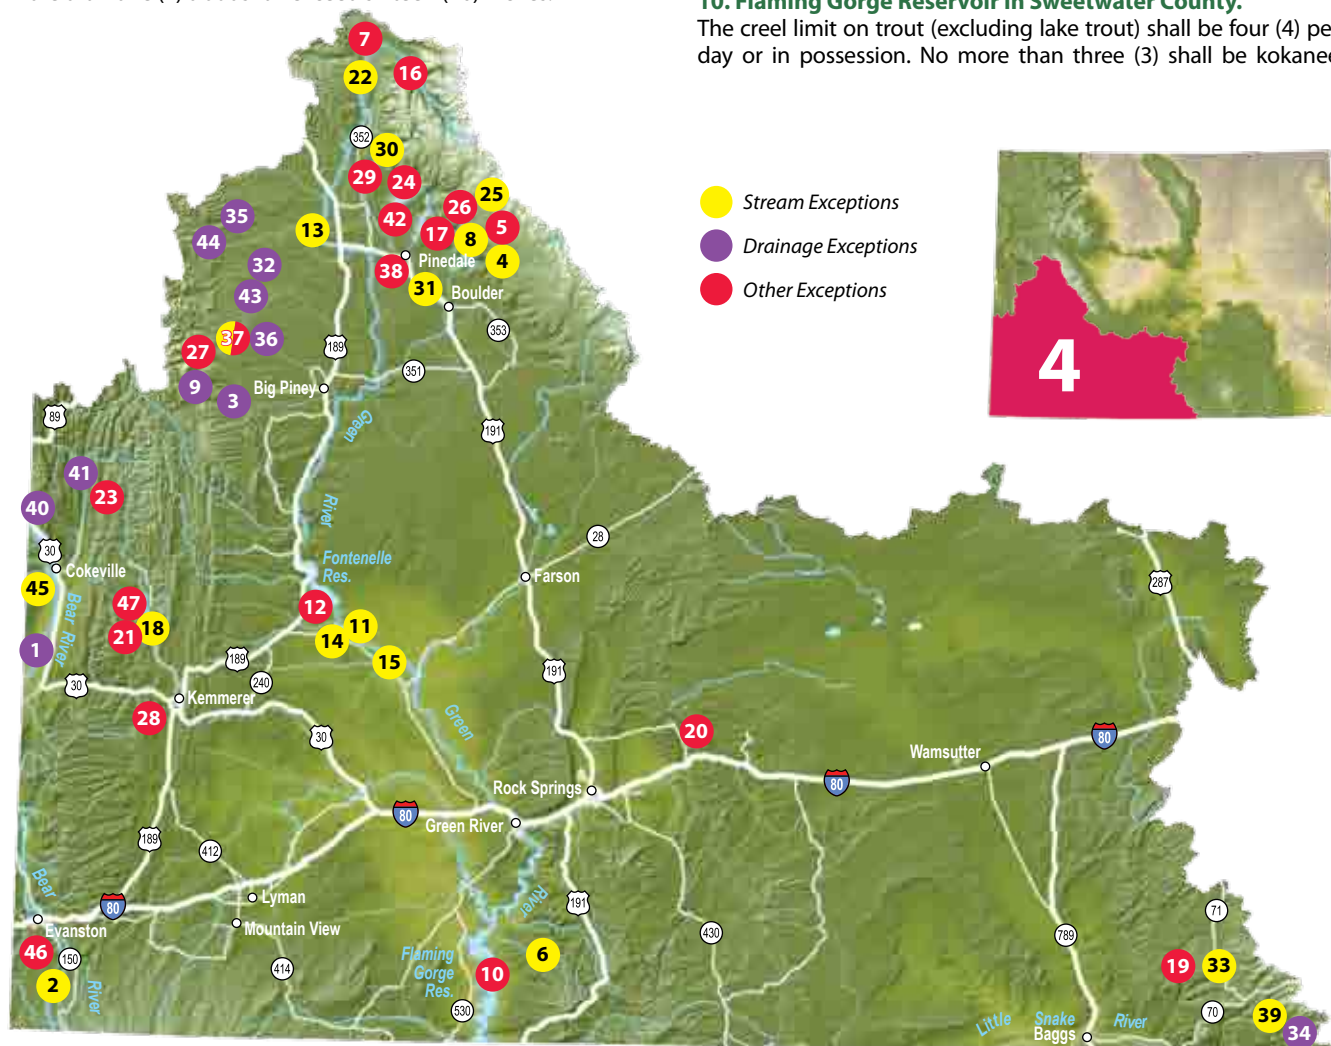 10. Flaming Gorge Reservoir in Sweetwater County.
The creel limit on trout (excluding lake trout) shall be four (4) per
day or in possession. No more than three (3) shall be kokanee
Stream Exceptions
Drainage Exceptions
Other Exceptions
4
7
22
16
352
30
29
24
25
26
42
5
13
17
8
4
Pinedale
38
31
Boulder
35
44
32
43
37
36
27
9
3
189
353
351
Big Piney
Green
89
191
41
23
40
River
28
30
Cokeville
Fontenelle
Res.
Farson
45
47
12
287
Bear River
21
18
11
14
1
15
189
191
30
240
Kemmerer
28
30
Green
20
80
Wamsutter
Rock Springs
80
80
Green River
189
412
Bear
Lyman
80
River
191
71
Evanston
Mountain View
430
789
46
150
414
Flaming
Gorge
Res.
6
19
33
2
River
10
530
70
39
Little Snake River
34
Baggs